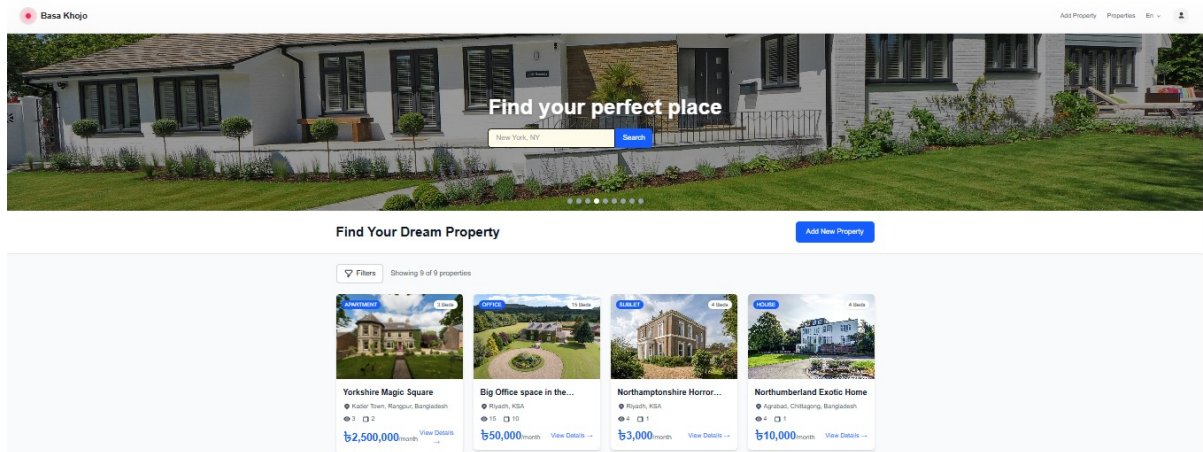 Basa Khojo
Add Property Properties En
Find your perfect place
New York, NY Search
Find Your Dream Property Add New Property
Filters Showing 9 of 9 properties
APARTMENT 3 Beds OFFICE 15 Beds SUBLET 4 Beds HOUSE 4 Beds
Yorkshire Magic Square Big Office space in the... Northamptonshire Horror... Northumberland Exotic Home
Kader Town, Rangpur, Bangladesh Riyadh, KSA Riyadh, KSA Agrabad, Chittagong, Bangladesh
3 2 15 10 4 1 4 1
৳2,500,000/month View Details → ৳50,000/month View Details → ৳3,000/month View Details → ৳10,000/month View Details →